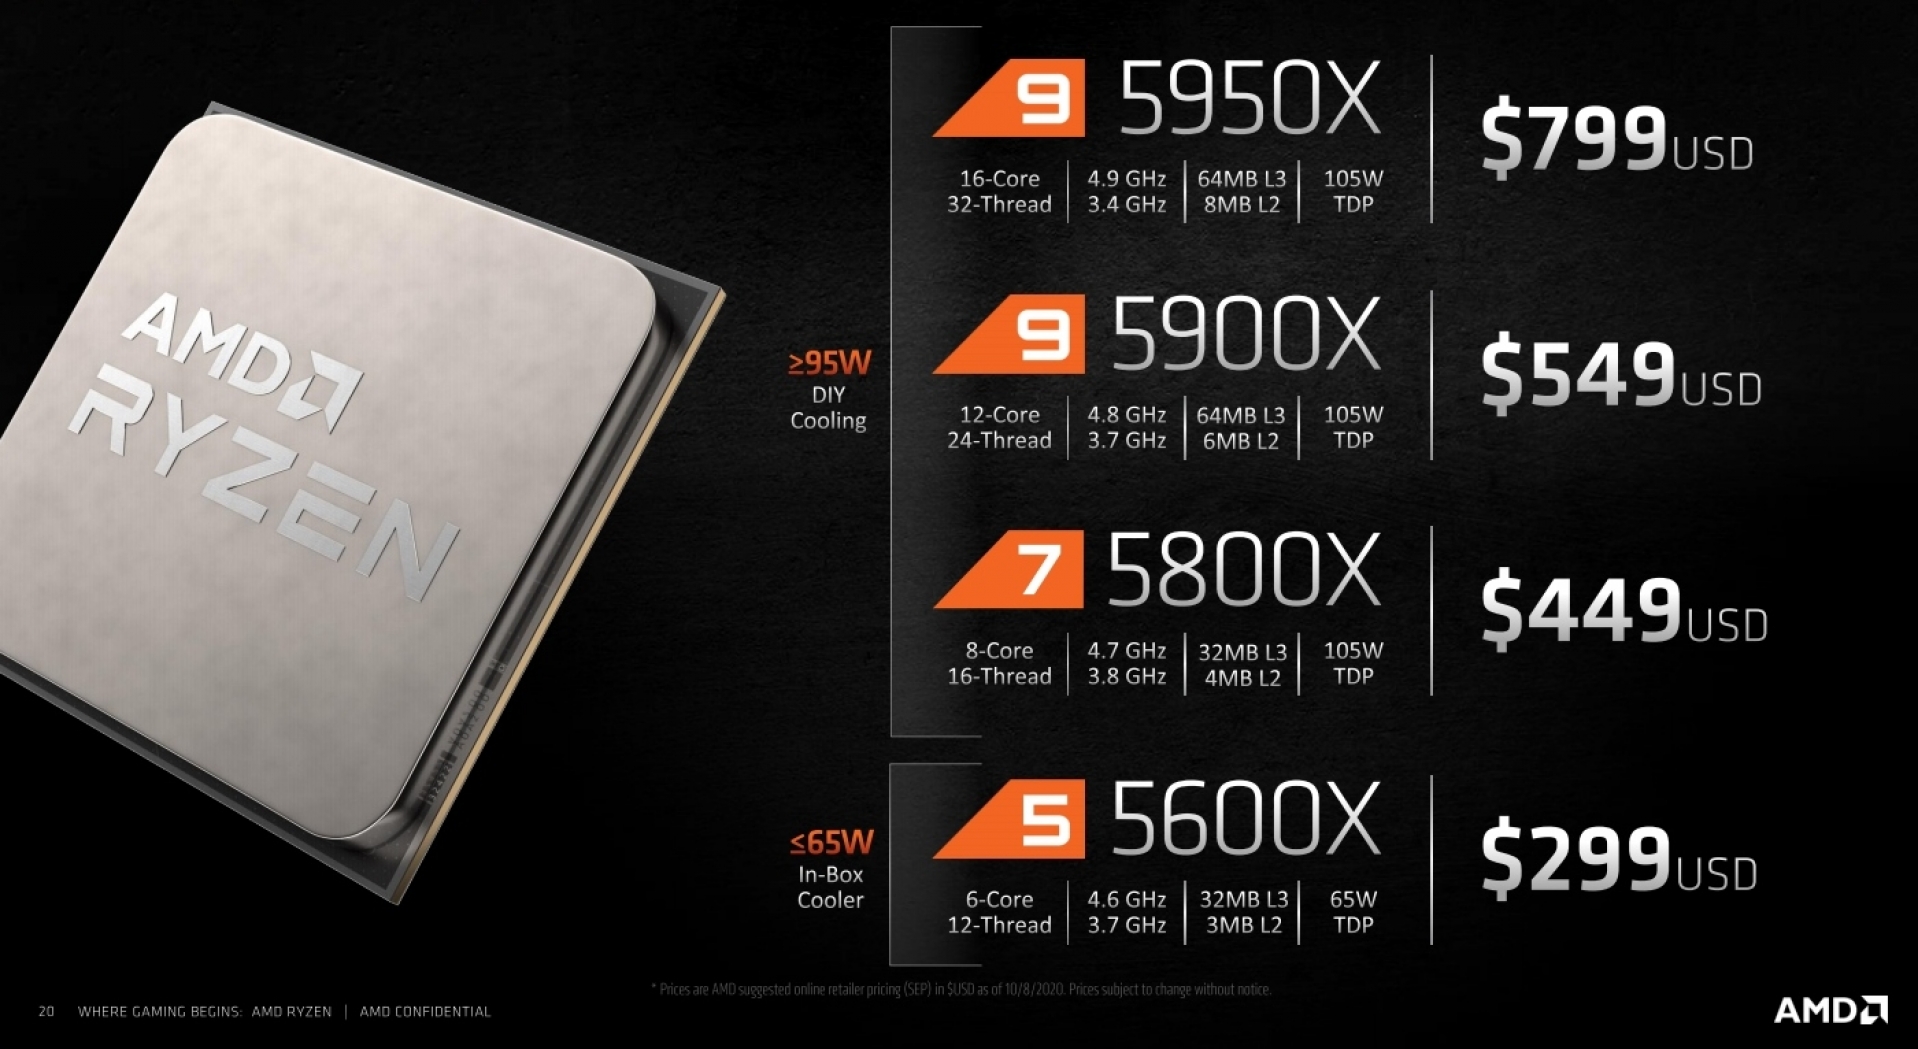 AMD
RYZEN
≥95W
DIY
Cooling
9 5950X
16-Core
32-Thread
4.9 GHz
3.4 GHz
64MB L3
8MB L2
105W
TDP
$799USD
9 5900X
12-Core
24-Thread
4.8 GHz
3.7 GHz
64MB L3
6MB L2
105W
TDP
$549USD
7 5800X
8-Core
16-Thread
4.7 GHz
3.8 GHz
32MB L3
4MB L2
105W
TDP
$449USD
≤65W
In-Box
Cooler
5 5600X
6-Core
12-Thread
4.6 GHz
3.7 GHz
32MB L3
3MB L2
65W
TDP
$299USD
* Prices are AMD suggested online retailer pricing (SEP) in $USD as of 10/8/2020. Prices subject to change without notice.
20 WHERE GAMING BEGINS: AMD RYZEN | AMD CONFIDENTIAL
AMD